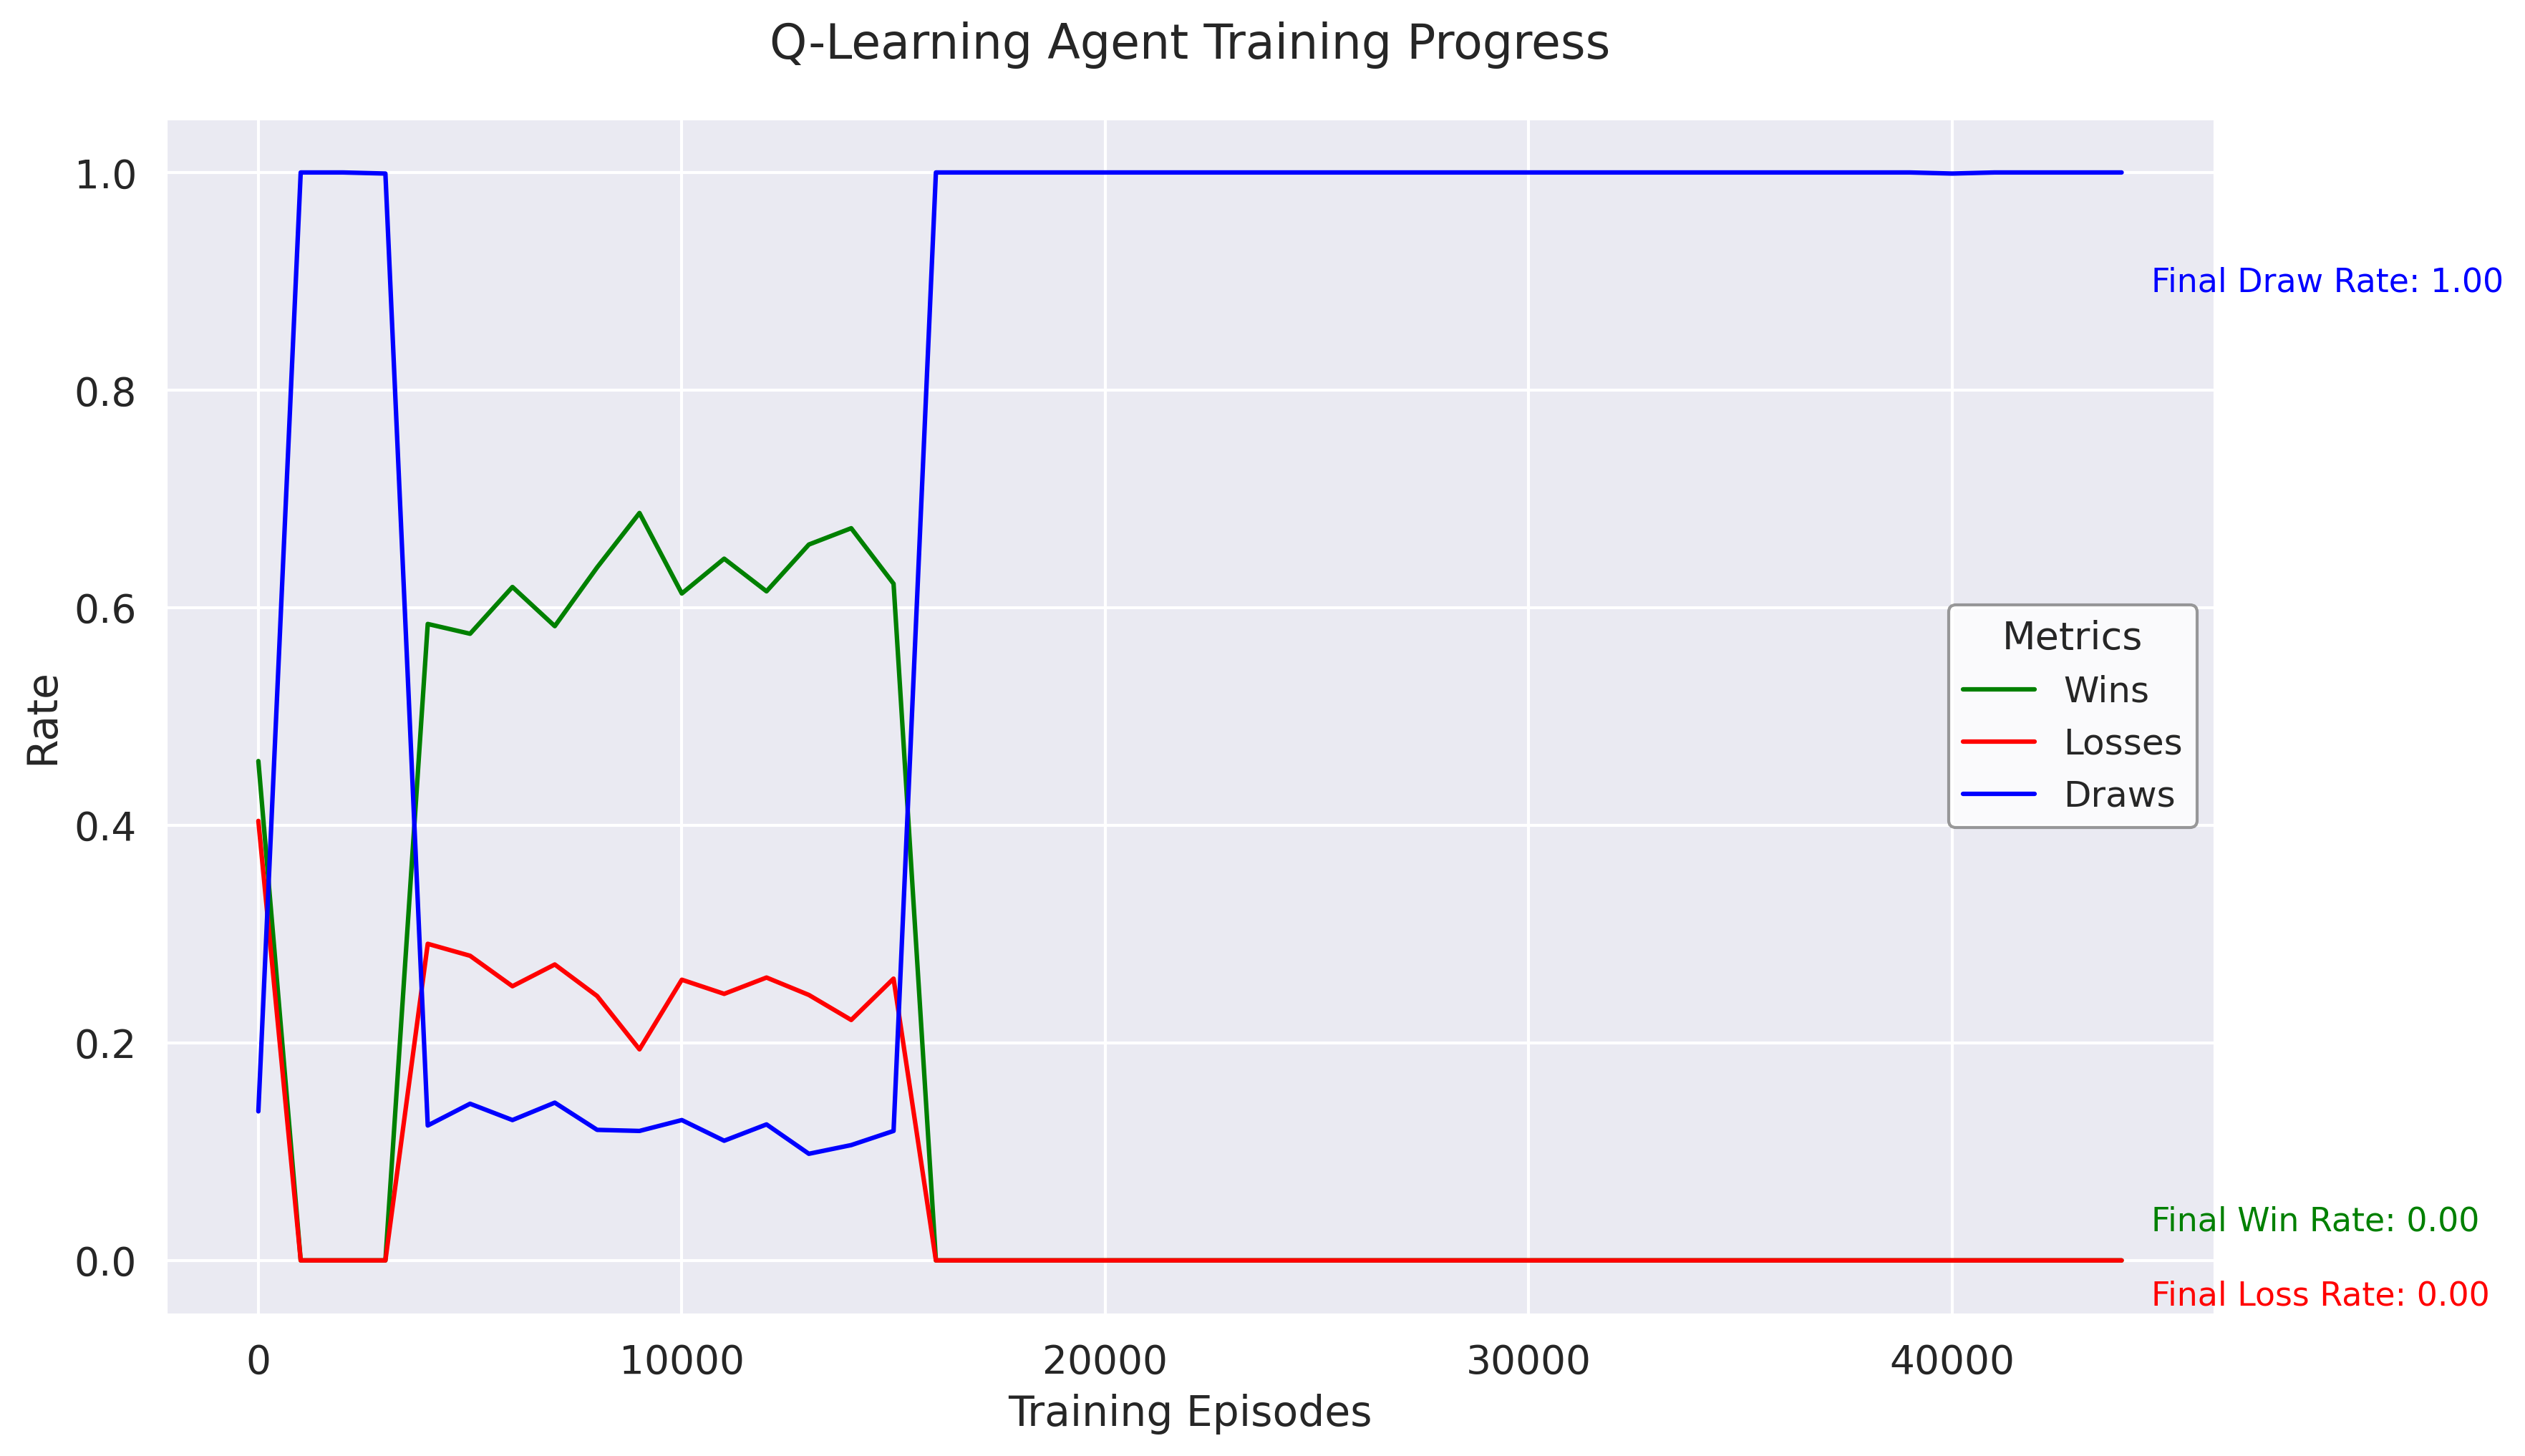 Q-Learning Agent Training Progress
1.0
0.8
0.6
0.4
0.2
0.0
Rate
Final Draw Rate: 1.00
Metrics
Wins
Losses
Draws
Final Win Rate: 0.00
Final Loss Rate: 0.00
0 10000 20000 30000 40000
Training Episodes